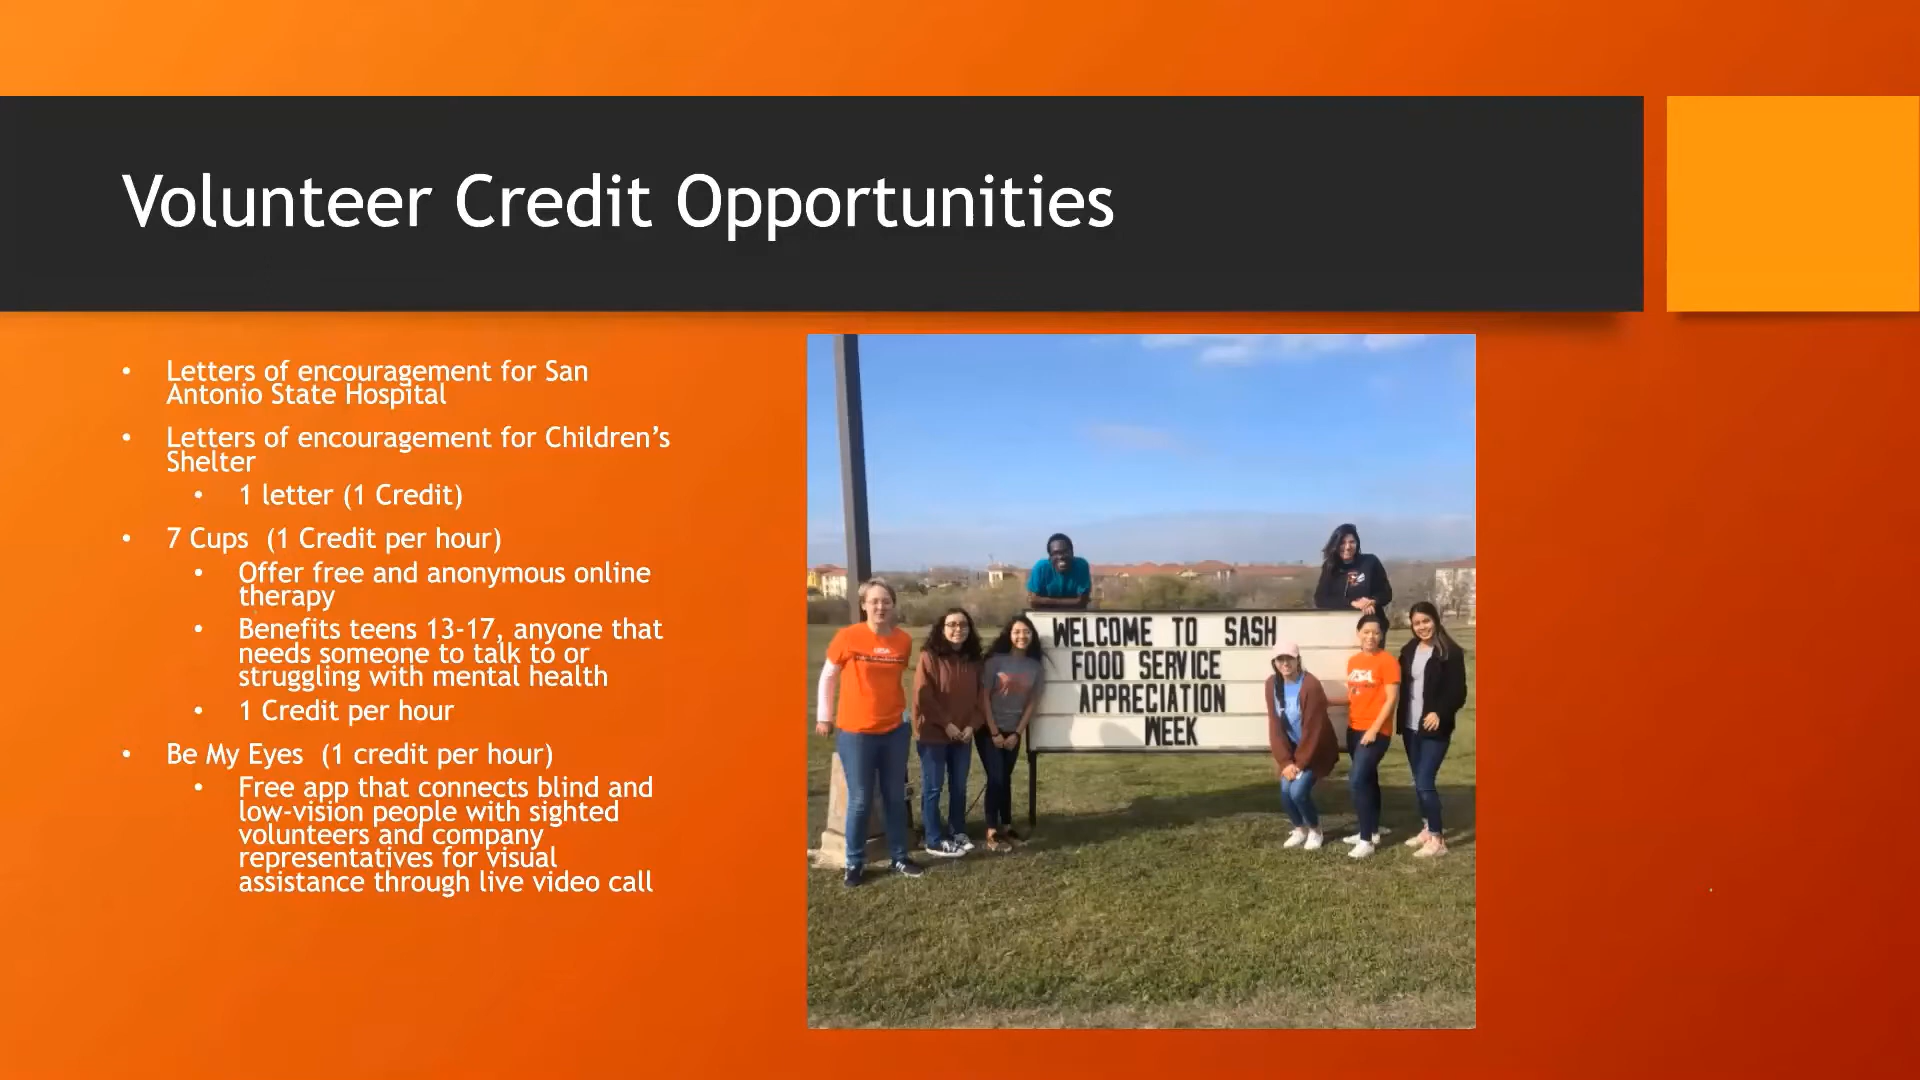 Volunteer Credit Opportunities
• Letters of encouragement for San
Antonio State Hospital
• Letters of encouragement for Children’s
Shelter
• 1 letter (1 Credit)
• 7 Cups  (1 Credit per hour)
• Offer free and anonymous online
therapy
• Benefits teens 13-17, anyone that
needs someone to talk to or
struggling with mental health
• 1 Credit per hour
• Be My Eyes  (1 credit per hour)
• Free app that connects blind and
low-vision people with sighted
volunteers and company
representatives for visual
assistance through live video call
WELCOME TO SASH
FOOD SERVICE
APPRECIATION
WEEK